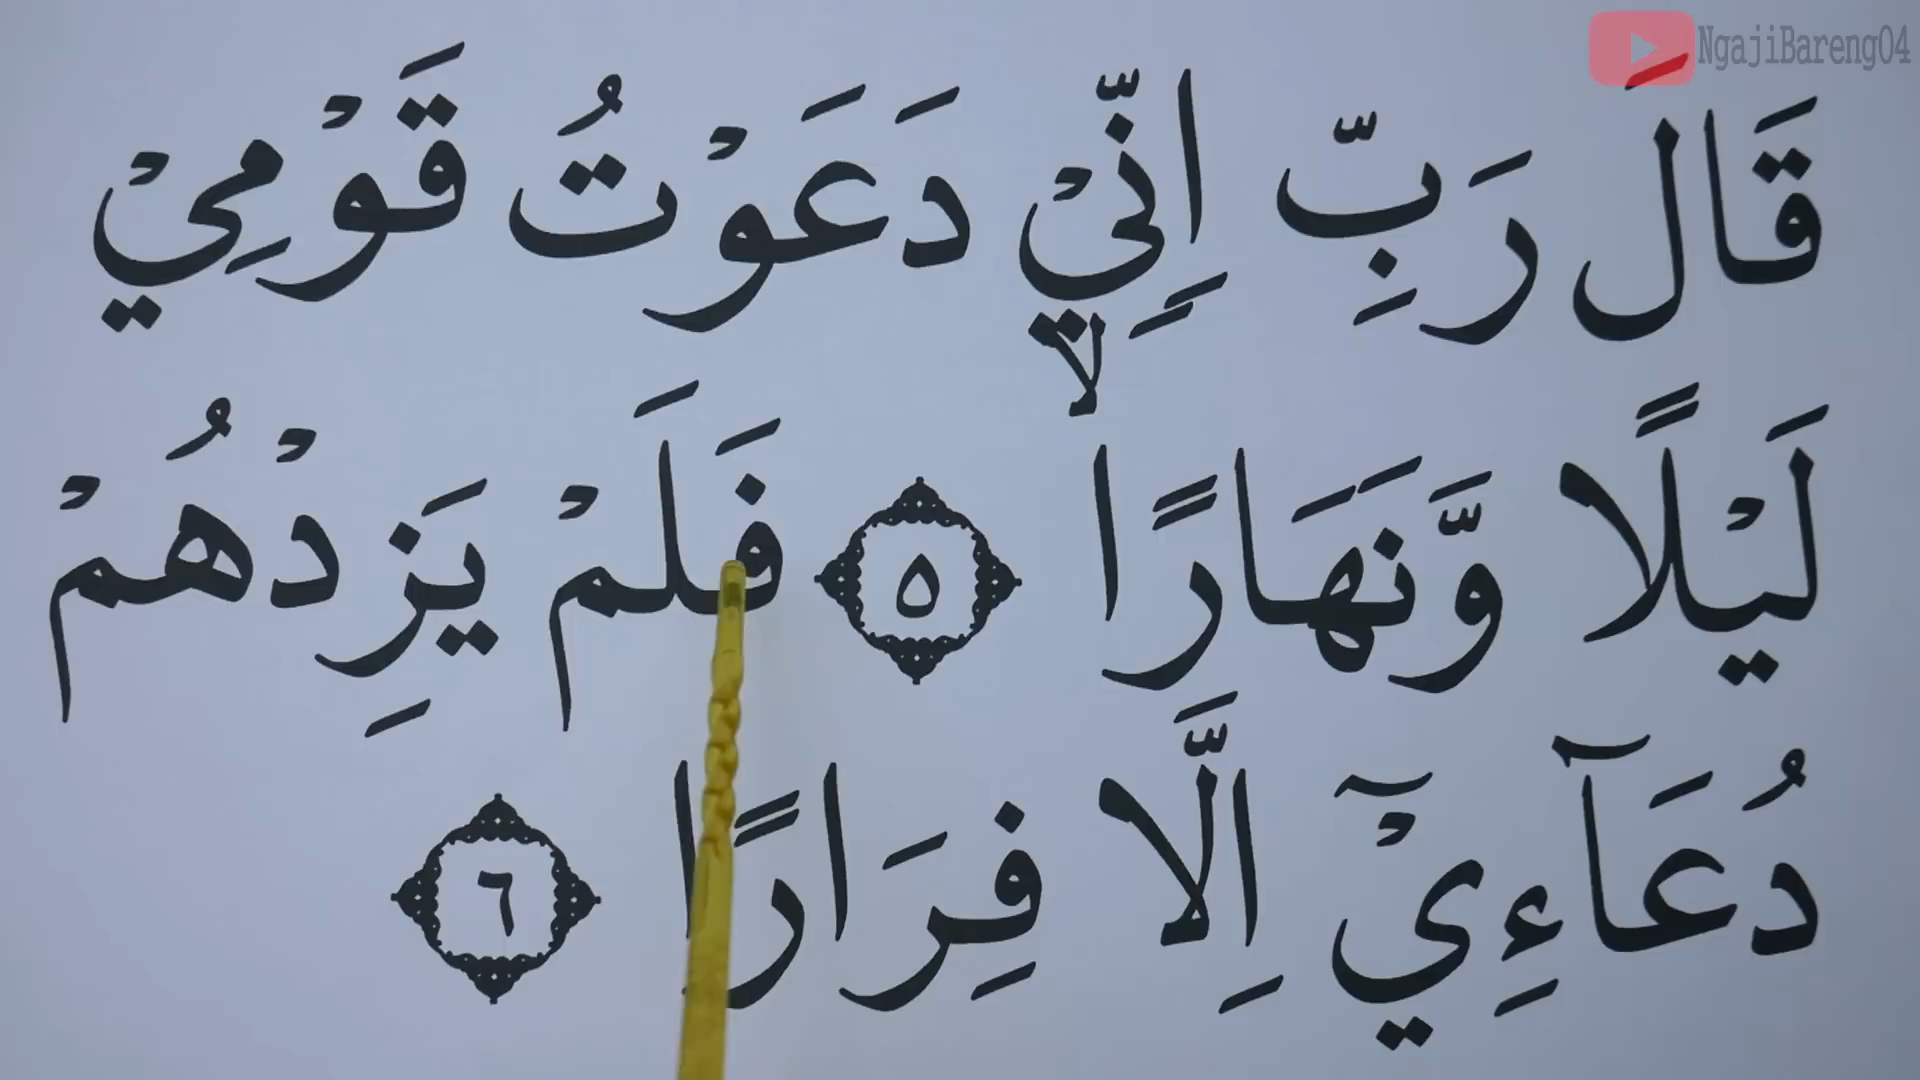 NgajiBareng04
قَالَ رَبِّ اِنِّيْ دَعَوْتُ قَوْمِيْ
لَيْلًا وَّنَهَارًا ۙ ٥ فَلَمْ يَزِدْهُمْ
دُعَآءِيْٓ اِلَّا فِرَارًا ٦